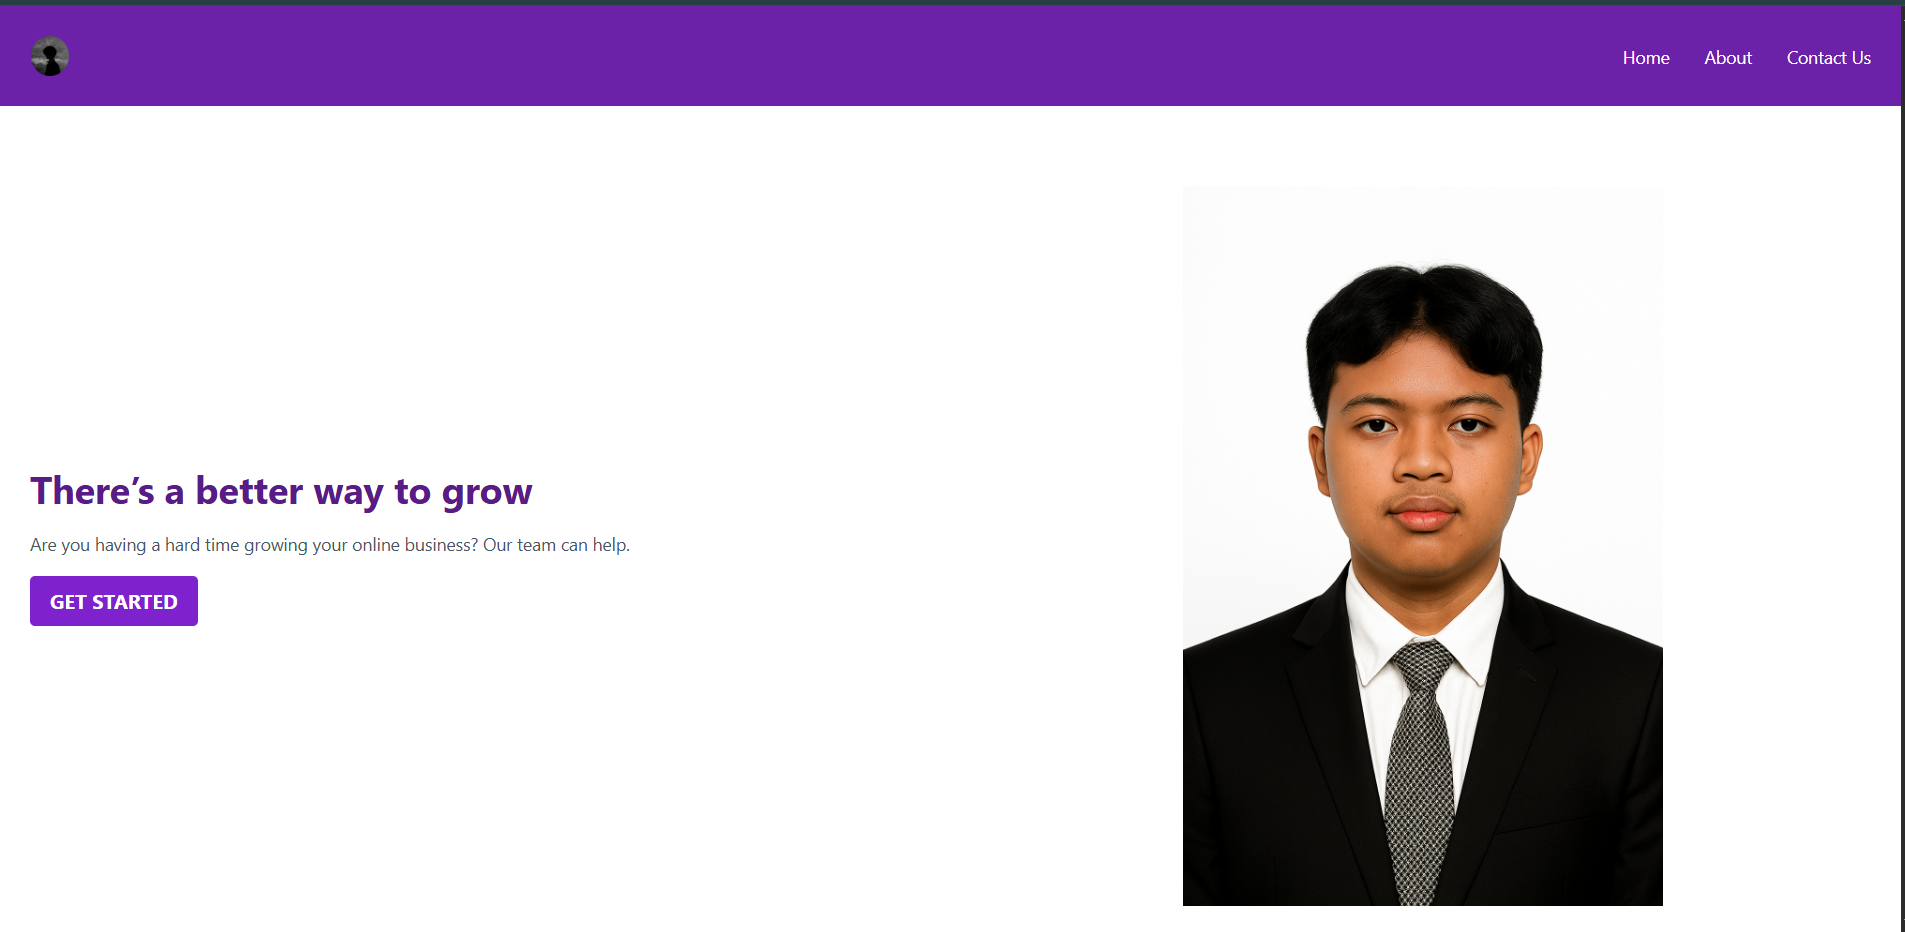 Home About Contact Us
There’s a better way to grow
Are you having a hard time growing your online business? Our team can help.
GET STARTED